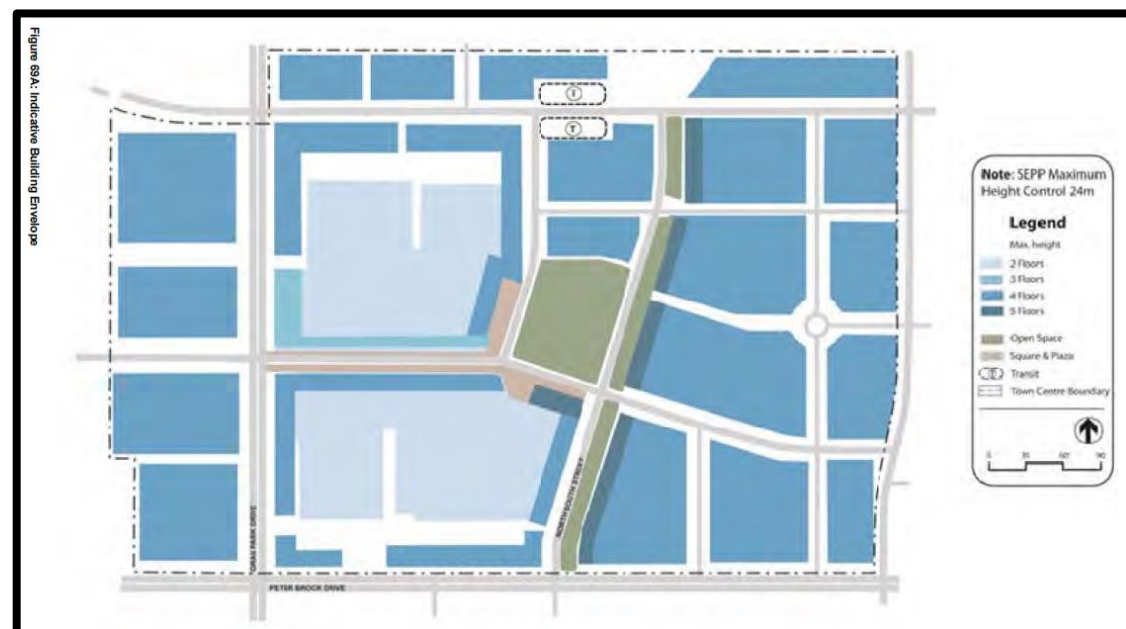 Figure 69A: Indicative Building Envelope
T
T
ORAN PARK DRIVE
NORTH SOUTH STREET
PETER BROCK DRIVE
Note: SEPP Maximum
Height Control 24m
Legend
Max. height
2 Floors
3 Floors
4 Floors
5 Floors
Open Space
Square & Plaza
T Transit
Town Centre Boundary
0
90